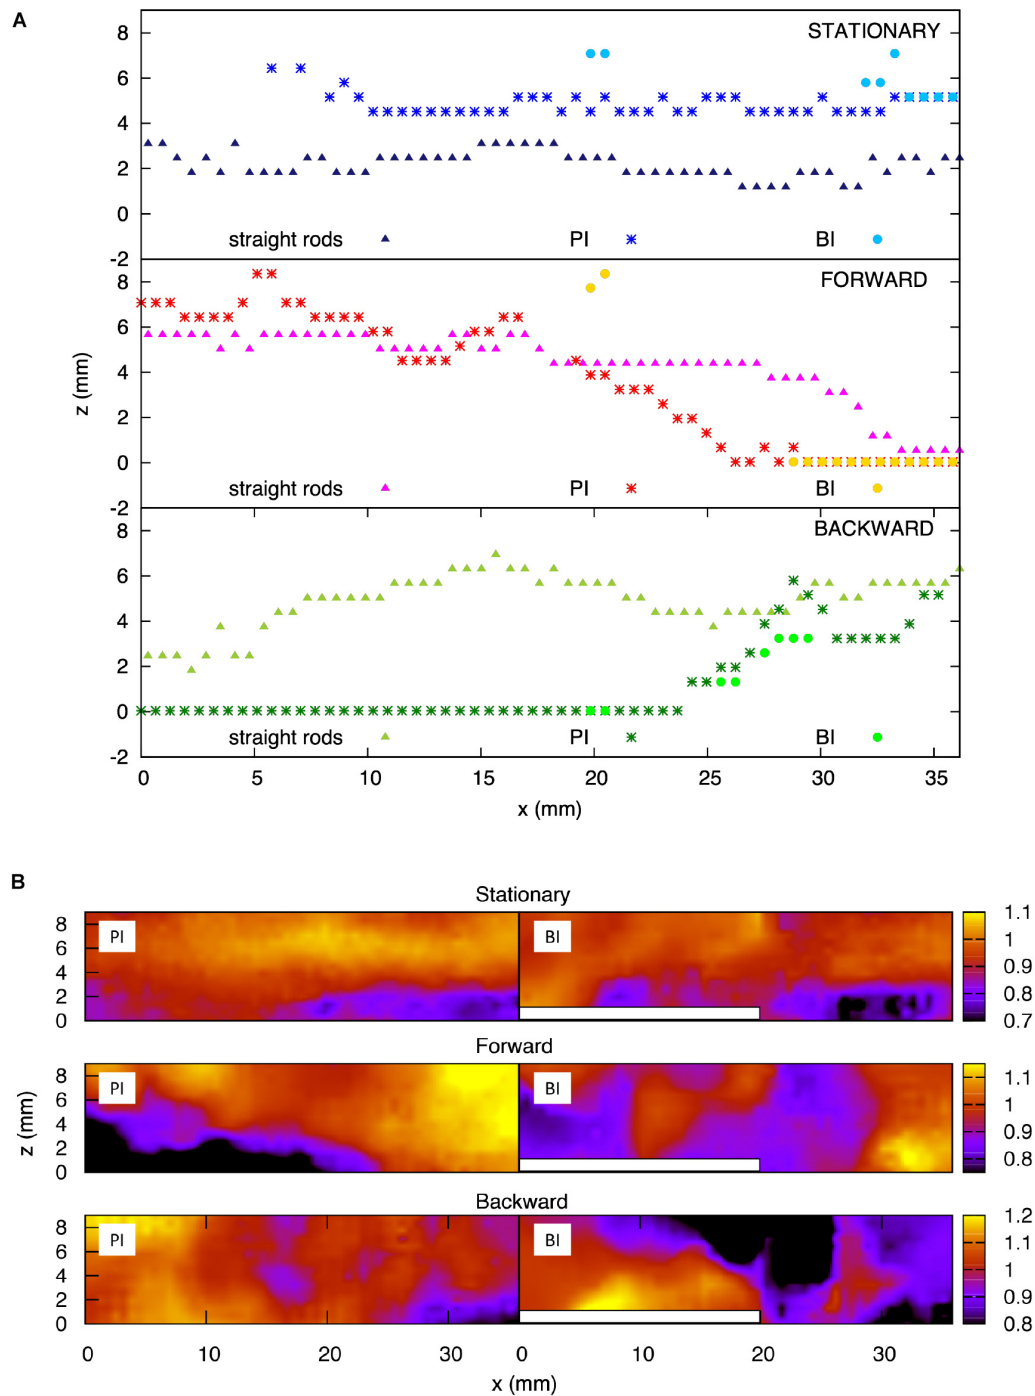 A
8
STATIONARY
6
4
2
0
straight rods PI BI
-2
8
FORWARD
6
4
2
0
straight rods PI BI
-2
8
BACKWARD
6
4
2
0
straight rods PI BI
-2
z (mm)
0 5 10 15 20 25 30 35
x (mm)
B
Stationary
8 PI BI 1.1
6 1
4 0.9
2 0.8
0 0.7
Forward
8 PI BI 1.1
6 1
4
2 0.9
0 0.8
z (mm)
Backward
8 PI BI 1.2
6 1.1
4 1
2 0.9
0 0.8
0 10 20 30 0 10 20 30
x (mm)